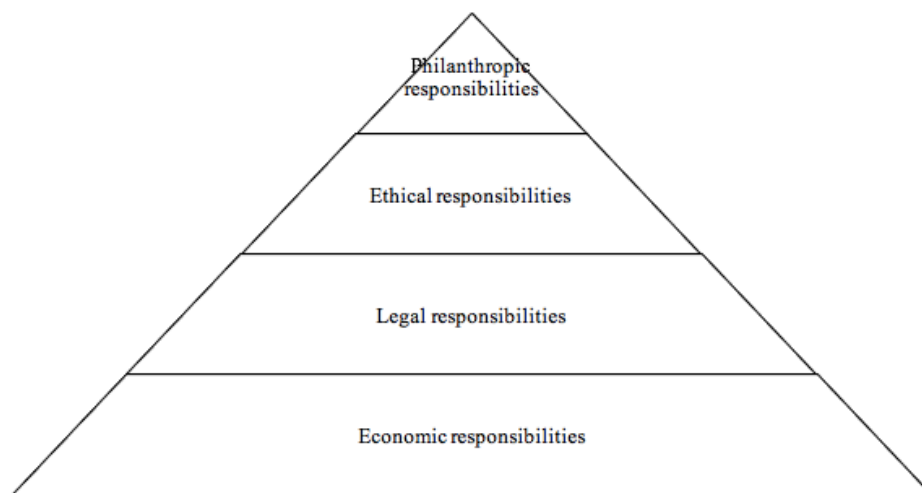 Philanthropic
responsibilities
Ethical responsibilities
Legal responsibilities
Economic responsibilities